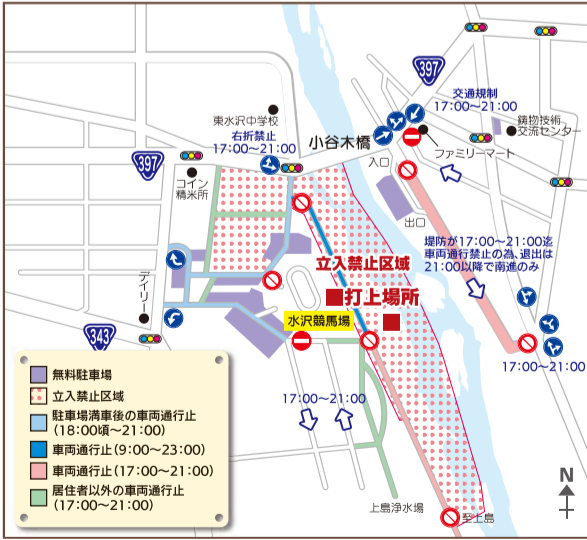 397
交通規制
17:00〜21:00
鋳物技術
交流センター
東水沢中学校
右折禁止
17:00〜21:00
小谷木橋
ファミリーマート
入口
397
コイン
精米所
出口
堤防が17:00〜21:00迄
車両通行禁止の為、退出は
21:00以降で南進のみ
立入禁止区域
打上場所
デイリー
水沢競馬場
343
17:00〜21:00
無料駐車場
立入禁止区域
駐車場満車後の車両通行止
(18:00頃〜21:00)
車両通行止(9:00〜23:00)
車両通行止(17:00〜21:00)
居住者以外の車両通行止
(17:00〜21:00)
17:00〜21:00
上島浄水場
至上島
N